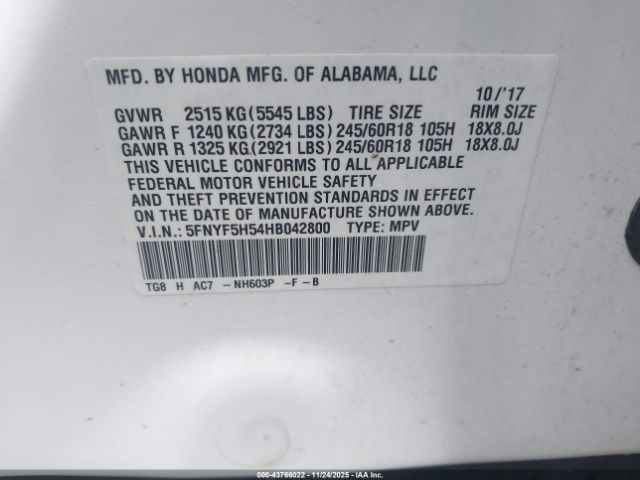 MFD. BY HONDA MFG. OF ALABAMA, LLC
10/'17
GVWR 2515 KG(5545 LBS) TIRE SIZE RIM SIZE
GAWR F 1240 KG(2734 LBS) 245/60R18 105H 18X8.0J
GAWR R 1325 KG(2921 LBS) 245/60R18 105H 18X8.0J
THIS VEHICLE CONFORMS TO ALL APPLICABLE
FEDERAL MOTOR VEHICLE SAFETY
AND THEFT PREVENTION STANDARDS IN EFFECT
ON THE DATE OF MANUFACTURE SHOWN ABOVE.
V.I.N.: 5FNYF5H54HB042800 TYPE: MPV
TG8 H AC7 -NH603P -F-B
000-43766022 - 11/24/2025 - IAAI.COM